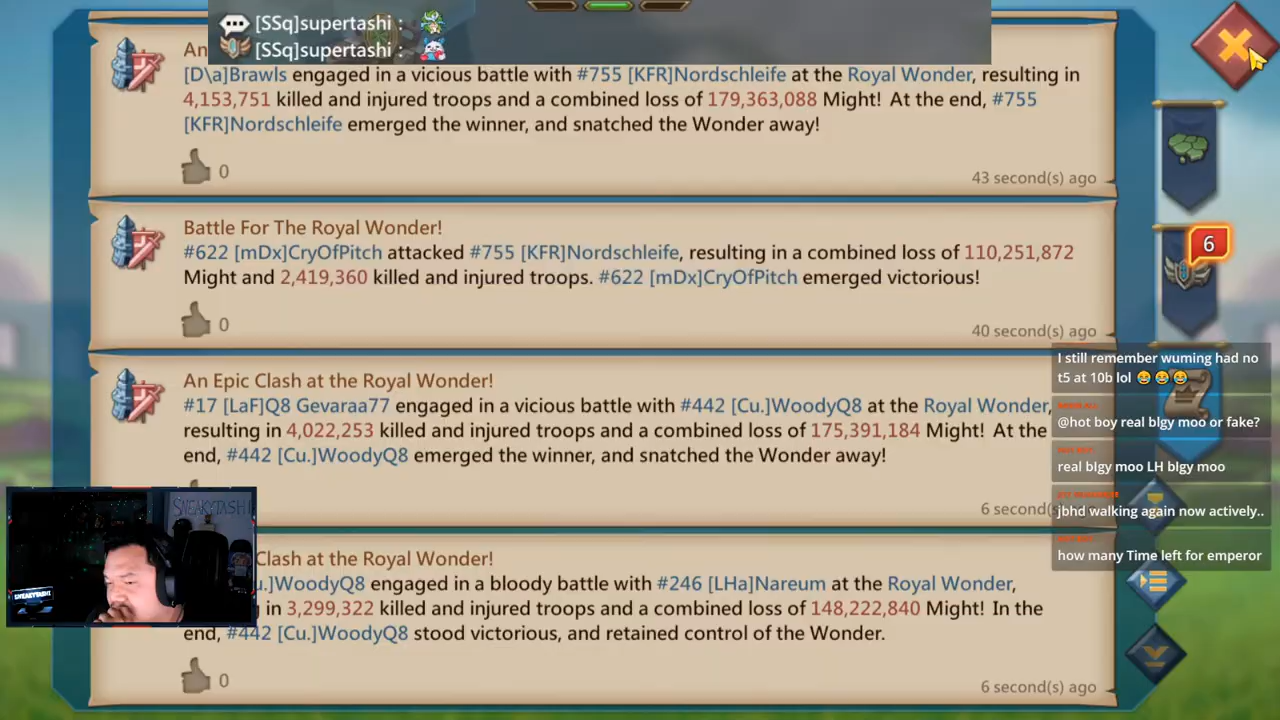 [SSq]supertashi :
[SSq]supertashi :
An
[D\a]Brawls engaged in a vicious battle with #755 [KFR]Nordschleife at the Royal Wonder, resulting in
4,153,751 killed and injured troops and a combined loss of 179,363,088 Might! At the end, #755
[KFR]Nordschleife emerged the winner, and snatched the Wonder away!
0
43 second(s) ago
Battle For The Royal Wonder!
#622 [mDx]CryOfPitch attacked #755 [KFR]Nordschleife, resulting in a combined loss of 110,251,872
Might and 2,419,360 killed and injured troops. #622 [mDx]CryOfPitch emerged victorious!
0
40 second(s) ago
An Epic Clash at the Royal Wonder!
#17 [LaF]Q8 Gevaraa77 engaged in a vicious battle with #442 [Cu.]WoodyQ8 at the Royal Wonder,
resulting in 4,022,253 killed and injured troops and a combined loss of 175,391,184 Might! At the
end, #442 [Cu.]WoodyQ8 emerged the winner, and snatched the Wonder away!
6 second(s)
Clash at the Royal Wonder!
u.]WoodyQ8 engaged in a bloody battle with #246 [LHa]Nareum at the Royal Wonder,
in 3,299,322 killed and injured troops and a combined loss of 148,222,840 Might! In the
end, #442 [Cu.]WoodyQ8 stood victorious, and retained control of the Wonder.
0
6 second(s) ago
6
I still remember wuming had no
t5 at 10b lol 😂😂😂
@hot boy real blgy moo or fake?
real blgy moo LH blgy moo
jbhd walking again now actively..
how many Time left for emperor
SNEAKYTASHI
SNEAKYTASHI